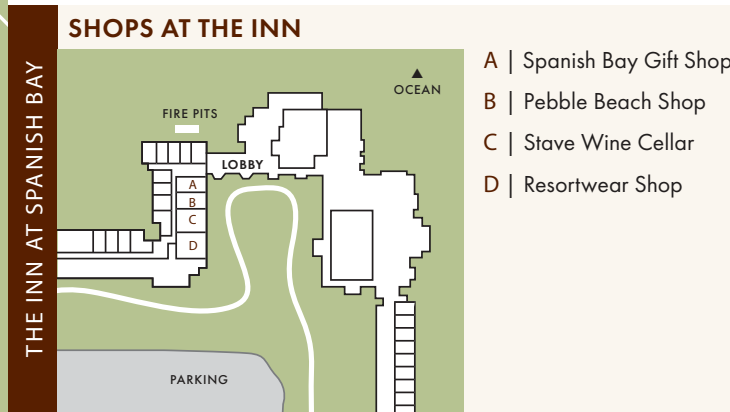 THE INN AT SPANISH BAY
SHOPS AT THE INN
OCEAN
FIRE PITS
LOBBY
A
B
C
D
PARKING
A | Spanish Bay Gift Shop
B | Pebble Beach Shop
C | Stave Wine Cellar
D | Resortwear Shop